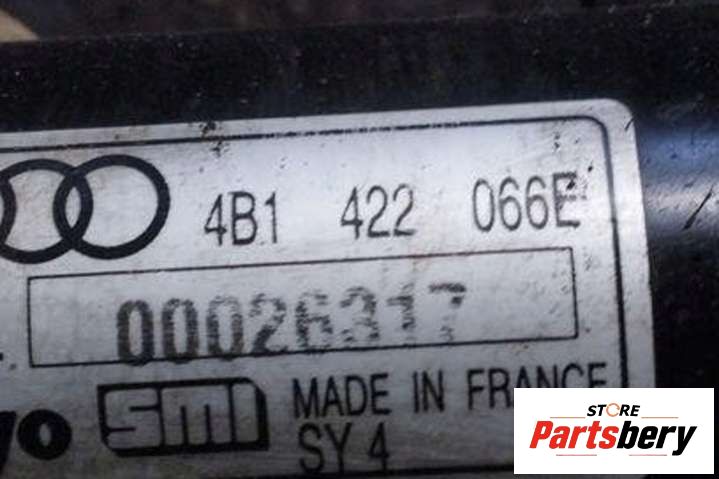 4B1 422 066E
00026317
SMI MADE IN FRANCE
SY 4
STORE
Partsbery